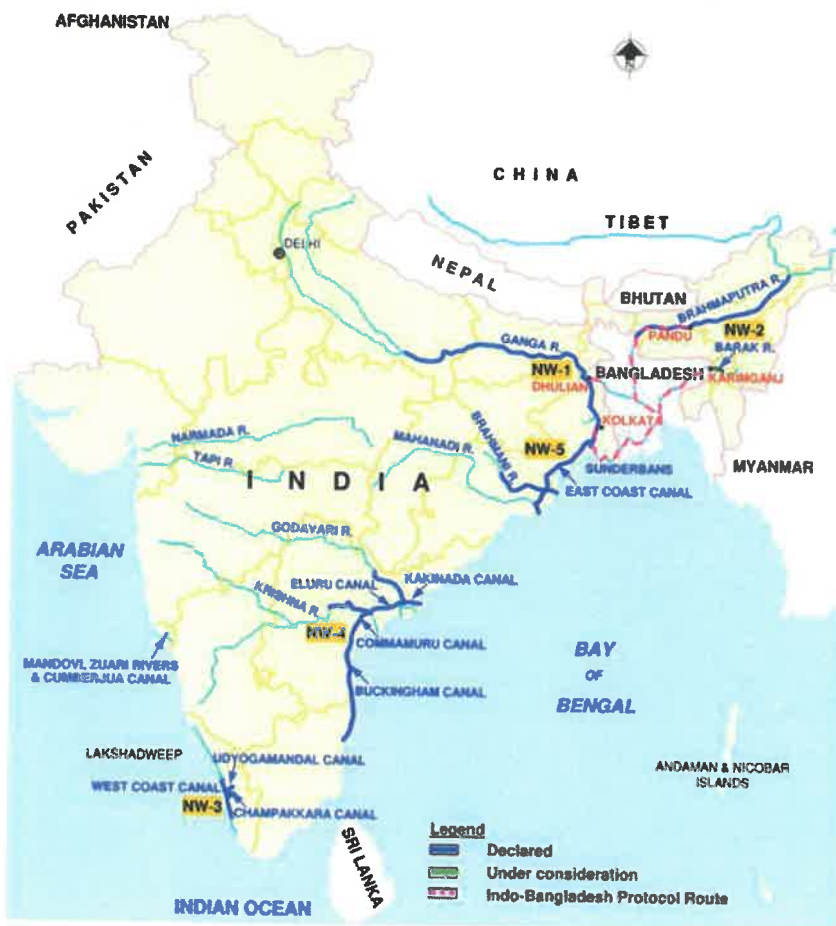 AFGHANISTAN
N
PAKISTAN
CHINA
TIBET
DELHI
NEPAL
BHUTAN
BRAHMAPUTRA R.
PANDU
NW-2
BARAK R.
GANGA R.
NW-1
DHULIAN
BANGLADESH
KARIMGANJ
KOLKATA
NARMADA R.
MAHANADI R.
BRAHMANI R.
NW-5
TAPI R.
SUNDERBANS
MYANMAR
INDIA
EAST COAST CANAL
GODAVARI R.
ARABIAN
SEA
ELURU CANAL
KAKINADA CANAL
KRISHNA R.
NW-4
COMMAMURU CANAL
MANDOVI, ZUARI RIVERS
& CUMBERJUA CANAL
BUCKINGHAM CANAL
BAY
OF
BENGAL
LAKSHADWEEP
UDYOGAMANDAL CANAL
WEST COAST CANAL
NW-3
CHAMPAKKARA CANAL
ANDAMAN & NICOBAR
ISLANDS
SRI LANKA
Legend
Declared
Under consideration
Indo-Bangladesh Protocol Route
INDIAN OCEAN